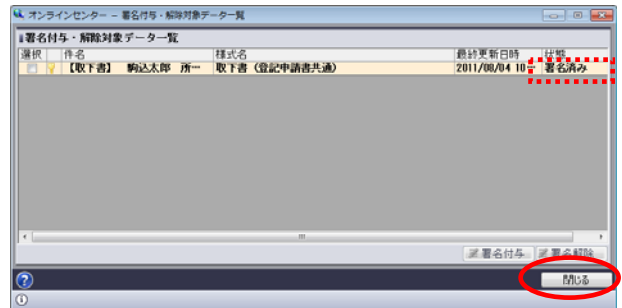 オンラインセンター － 署名付与・解除対象データ一覧
署名付与・解除対象データ一覧
選択 件名 様式名 最終更新日時 状態
【取下書】 駒込太郎 所… 取下書（登記申請書共通） 2011/08/04 10… 署名済み
署名付与 署名解除
閉じる